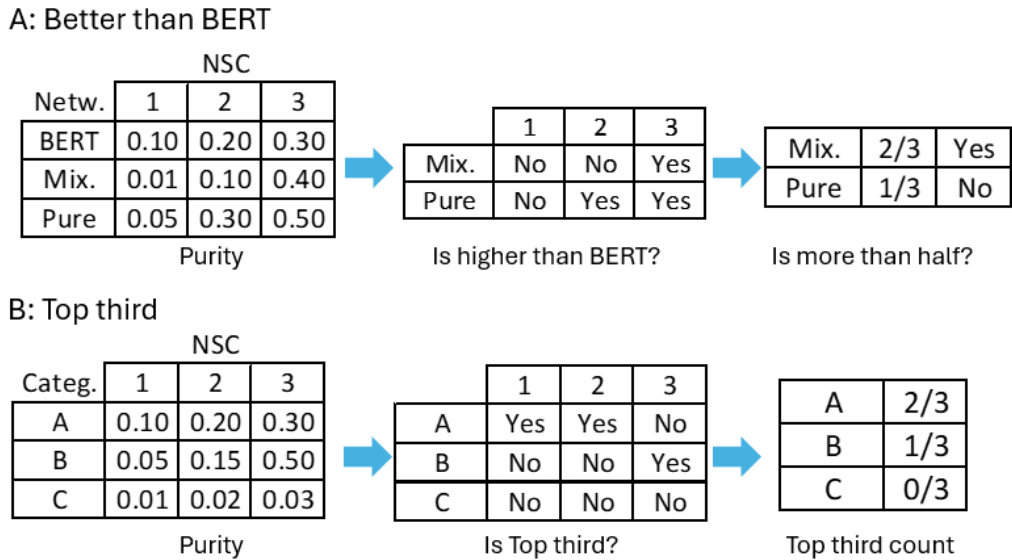 A: Better than BERT
NSC
Netw. 1 2 3
BERT 0.10 0.20 0.30
Mix. 0.01 0.10 0.40
Pure 0.05 0.30 0.50
Purity
1 2 3
Mix. No No Yes
Pure No Yes Yes
Is higher than BERT?
Mix. 2/3 Yes
Pure 1/3 No
Is more than half?
B: Top third
NSC
Categ. 1 2 3
A 0.10 0.20 0.30
B 0.05 0.15 0.50
C 0.01 0.02 0.03
Purity
1 2 3
A Yes Yes No
B No No Yes
C No No No
Is Top third?
A 2/3
B 1/3
C 0/3
Top third count